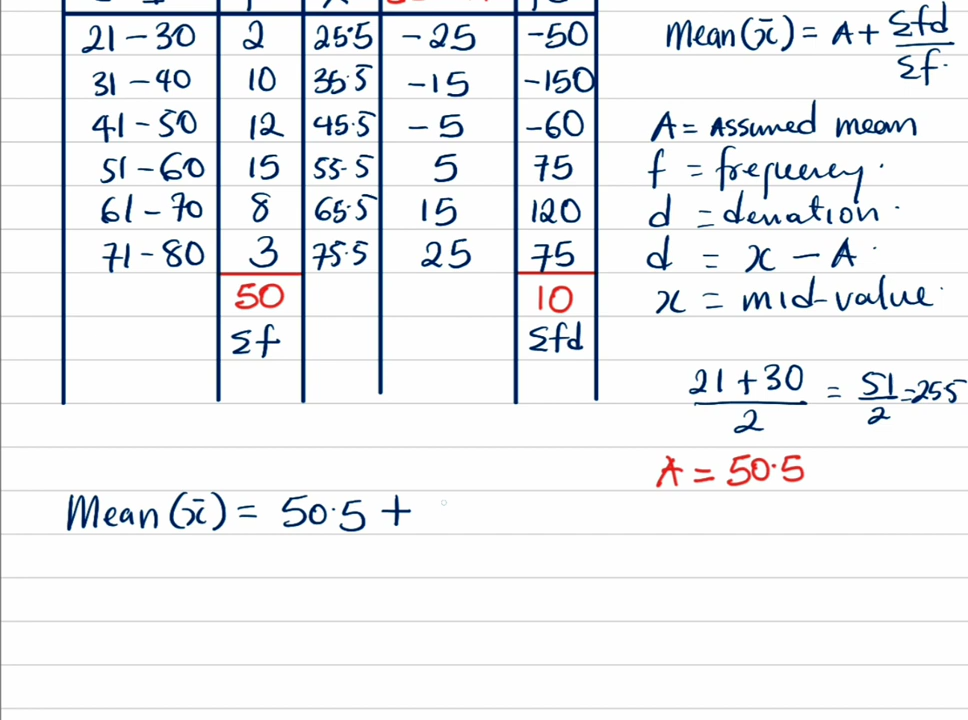 21-30 2 25.5 -25 -50
31-40 10 35.5 -15 -150
41-50 12 45.5 -5 -60
51-60 15 55.5 5 75
61-70 8 65.5 15 120
71-80 3 75.5 25 75
50 10
Σf Σfd
Mean(x̄) = A + Σfd/Σf.
A = Assumed mean
f = frequency.
d = deviation.
d = x - A.
x = mid-value.
21+30/2 = 51/2 = 255
A = 50.5
Mean(x̄) = 50.5 +